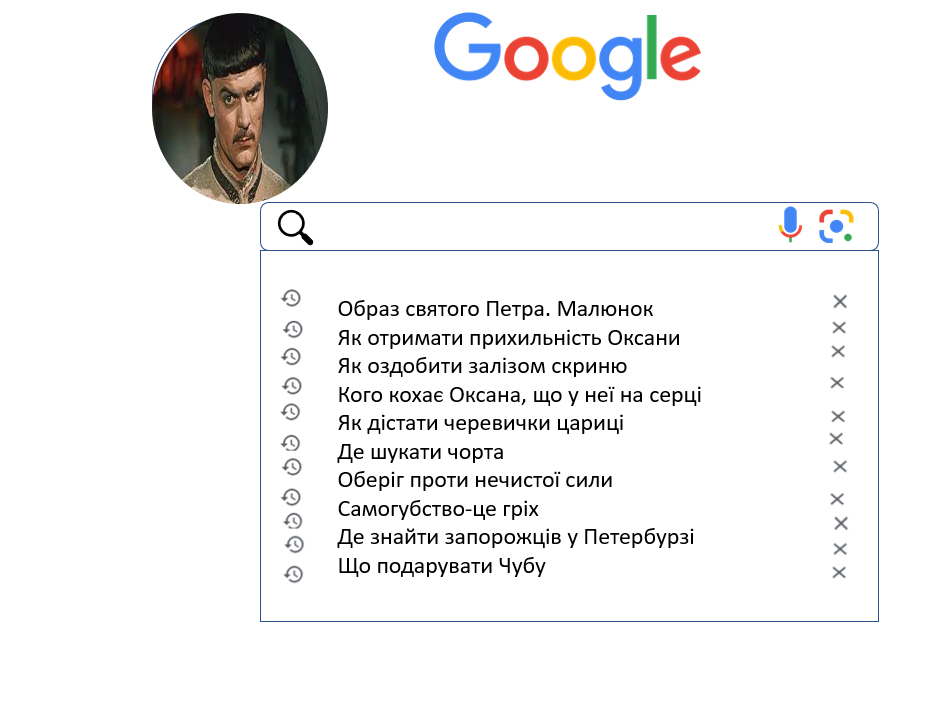 Google
Образ святого Петра. Малюнок
Як отримати прихильність Оксани
Як оздобити залізом скриню
Кого кохає Оксана, що у неї на серці
Як дістати черевички цариці
Де шукати чорта
Оберіг проти нечистої сили
Самогубство-це гріх
Де знайти запорожців у Петербурзі
Що подарувати Чубу